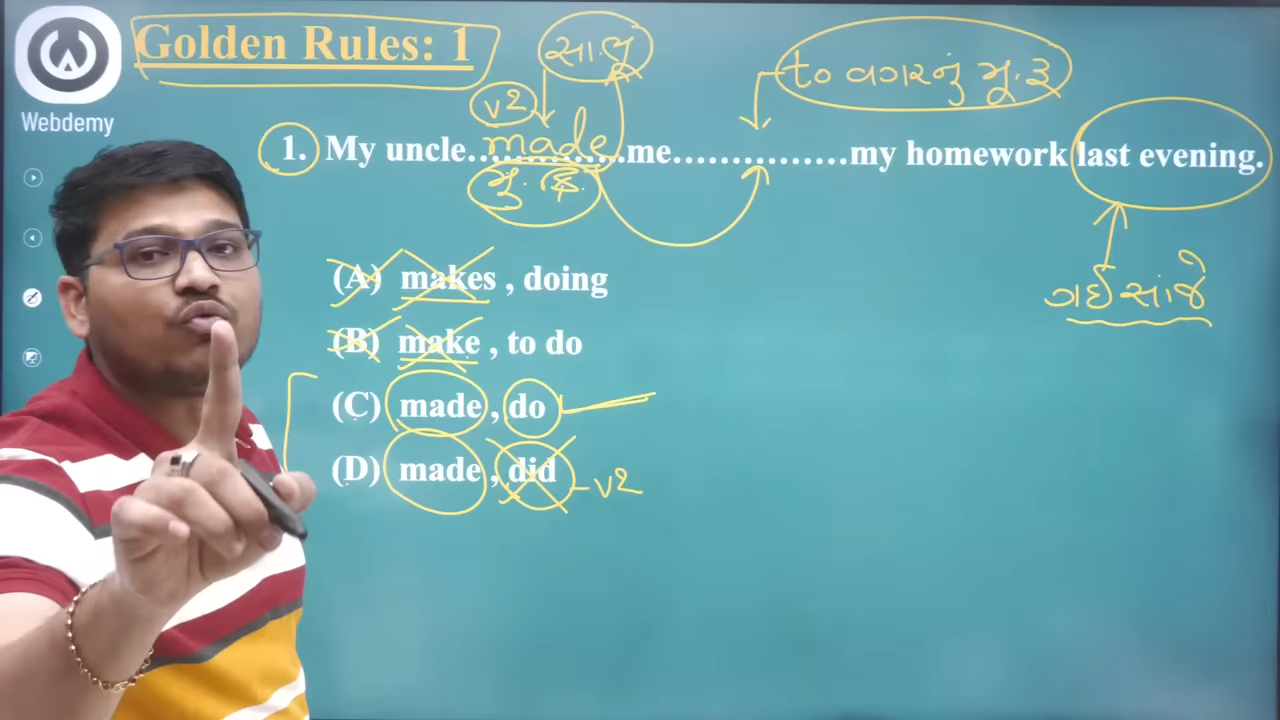 Golden Rules: 1
Webdemy
v2
to વગરનું મૂ.રૂ
made
1. My uncle……………me……………my homework last evening.
મુ. ક્રિ.
(A) makes , doing
ગઈ સાંજે
(B) make , to do
(C) made , do
(D) made , did
v2